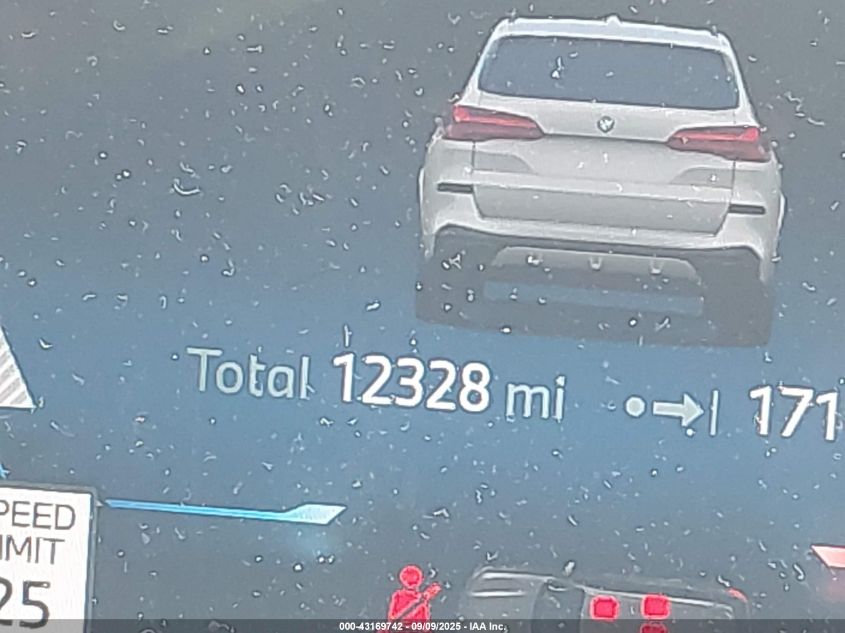 Total 12328 mi
171
PEED
IMIT
25
000-43169742 - 09/09/2025 - IAA Inc.